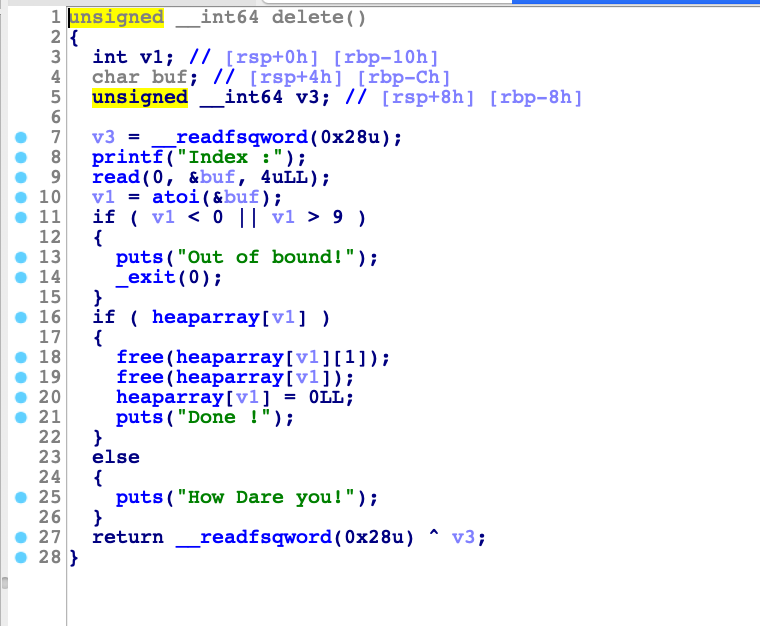 1 unsigned __int64 delete()
2 {
3 int v1; // [rsp+0h] [rbp-10h]
4 char buf; // [rsp+4h] [rbp-Ch]
5 unsigned __int64 v3; // [rsp+8h] [rbp-8h]
6
7 v3 = __readfsqword(0x28u);
8 printf("Index :");
9 read(0, &buf, 4uLL);
10 v1 = atoi(&buf);
11 if ( v1 < 0 || v1 > 9 )
12 {
13 puts("Out of bound!");
14 _exit(0);
15 }
16 if ( heaparray[v1] )
17 {
18 free(heaparray[v1][1]);
19 free(heaparray[v1]);
20 heaparray[v1] = 0LL;
21 puts("Done !");
22 }
23 else
24 {
25 puts("How Dare you!");
26 }
27 return __readfsqword(0x28u) ^ v3;
28 }